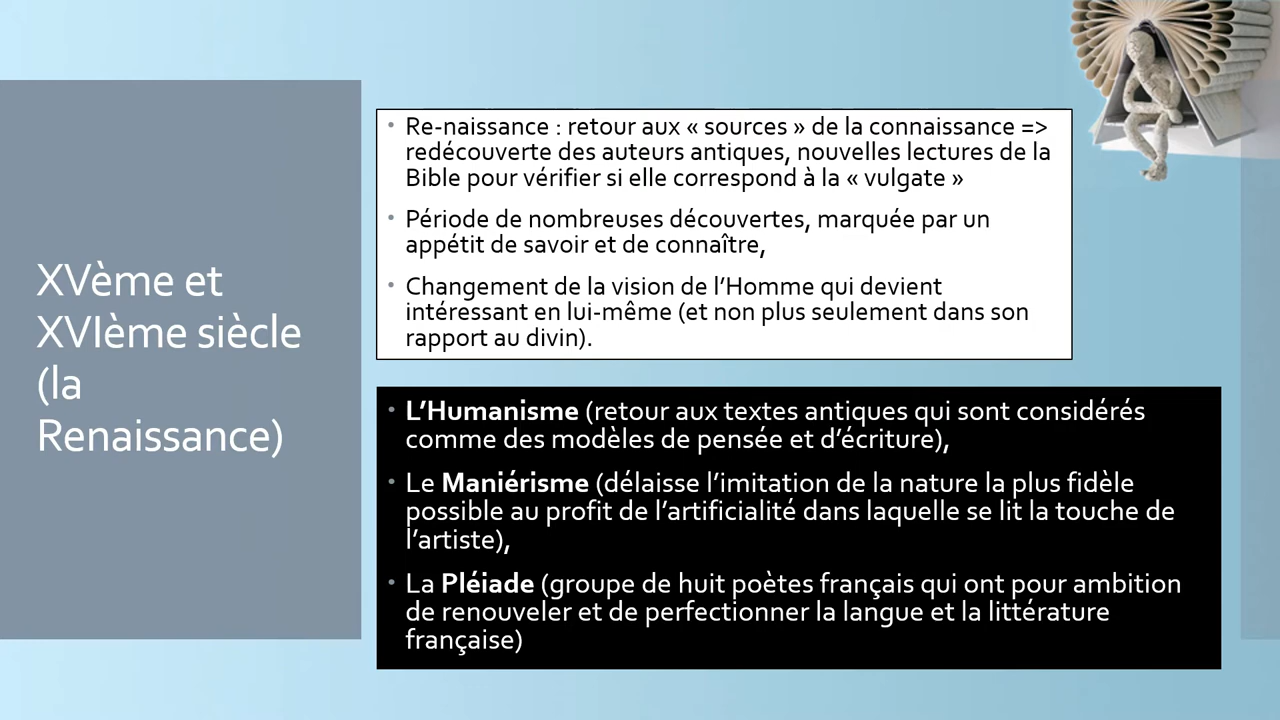 XVème et
XVIème siècle
(la
Renaissance)
• Re-naissance : retour aux « sources » de la connaissance =>
redécouverte des auteurs antiques, nouvelles lectures de la
Bible pour vérifier si elle correspond à la « vulgate »
• Période de nombreuses découvertes, marquée par un
appétit de savoir et de connaître,
• Changement de la vision de l’Homme qui devient
intéressant en lui-même (et non plus seulement dans son
rapport au divin).
• L’Humanisme (retour aux textes antiques qui sont considérés
comme des modèles de pensée et d’écriture),
• Le Maniérisme (délaisse l’imitation de la nature la plus fidèle
possible au profit de l’artificialité dans laquelle se lit la touche de
l’artiste),
• La Pléiade (groupe de huit poètes français qui ont pour ambition
de renouveler et de perfectionner la langue et la littérature
française)